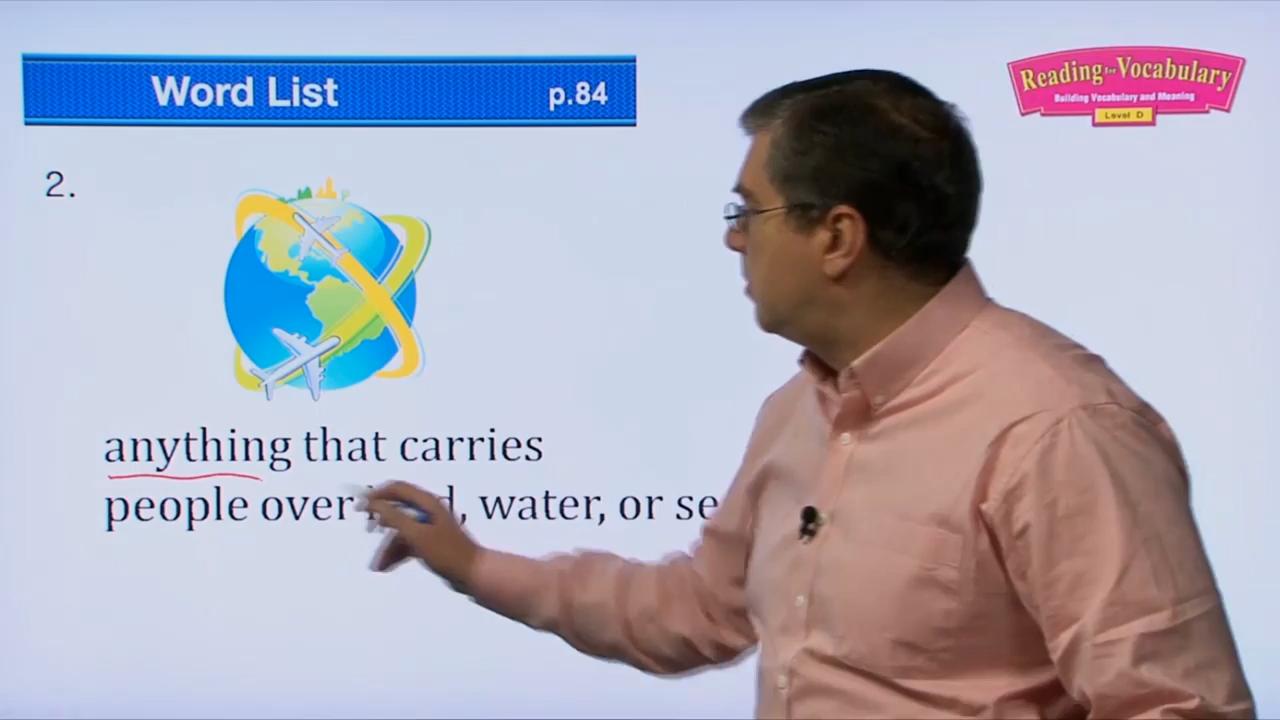 Word List p.84
Reading for Vocabulary
Building Vocabulary and Meaning
Level D
2.
anything that carries
people over , water, or